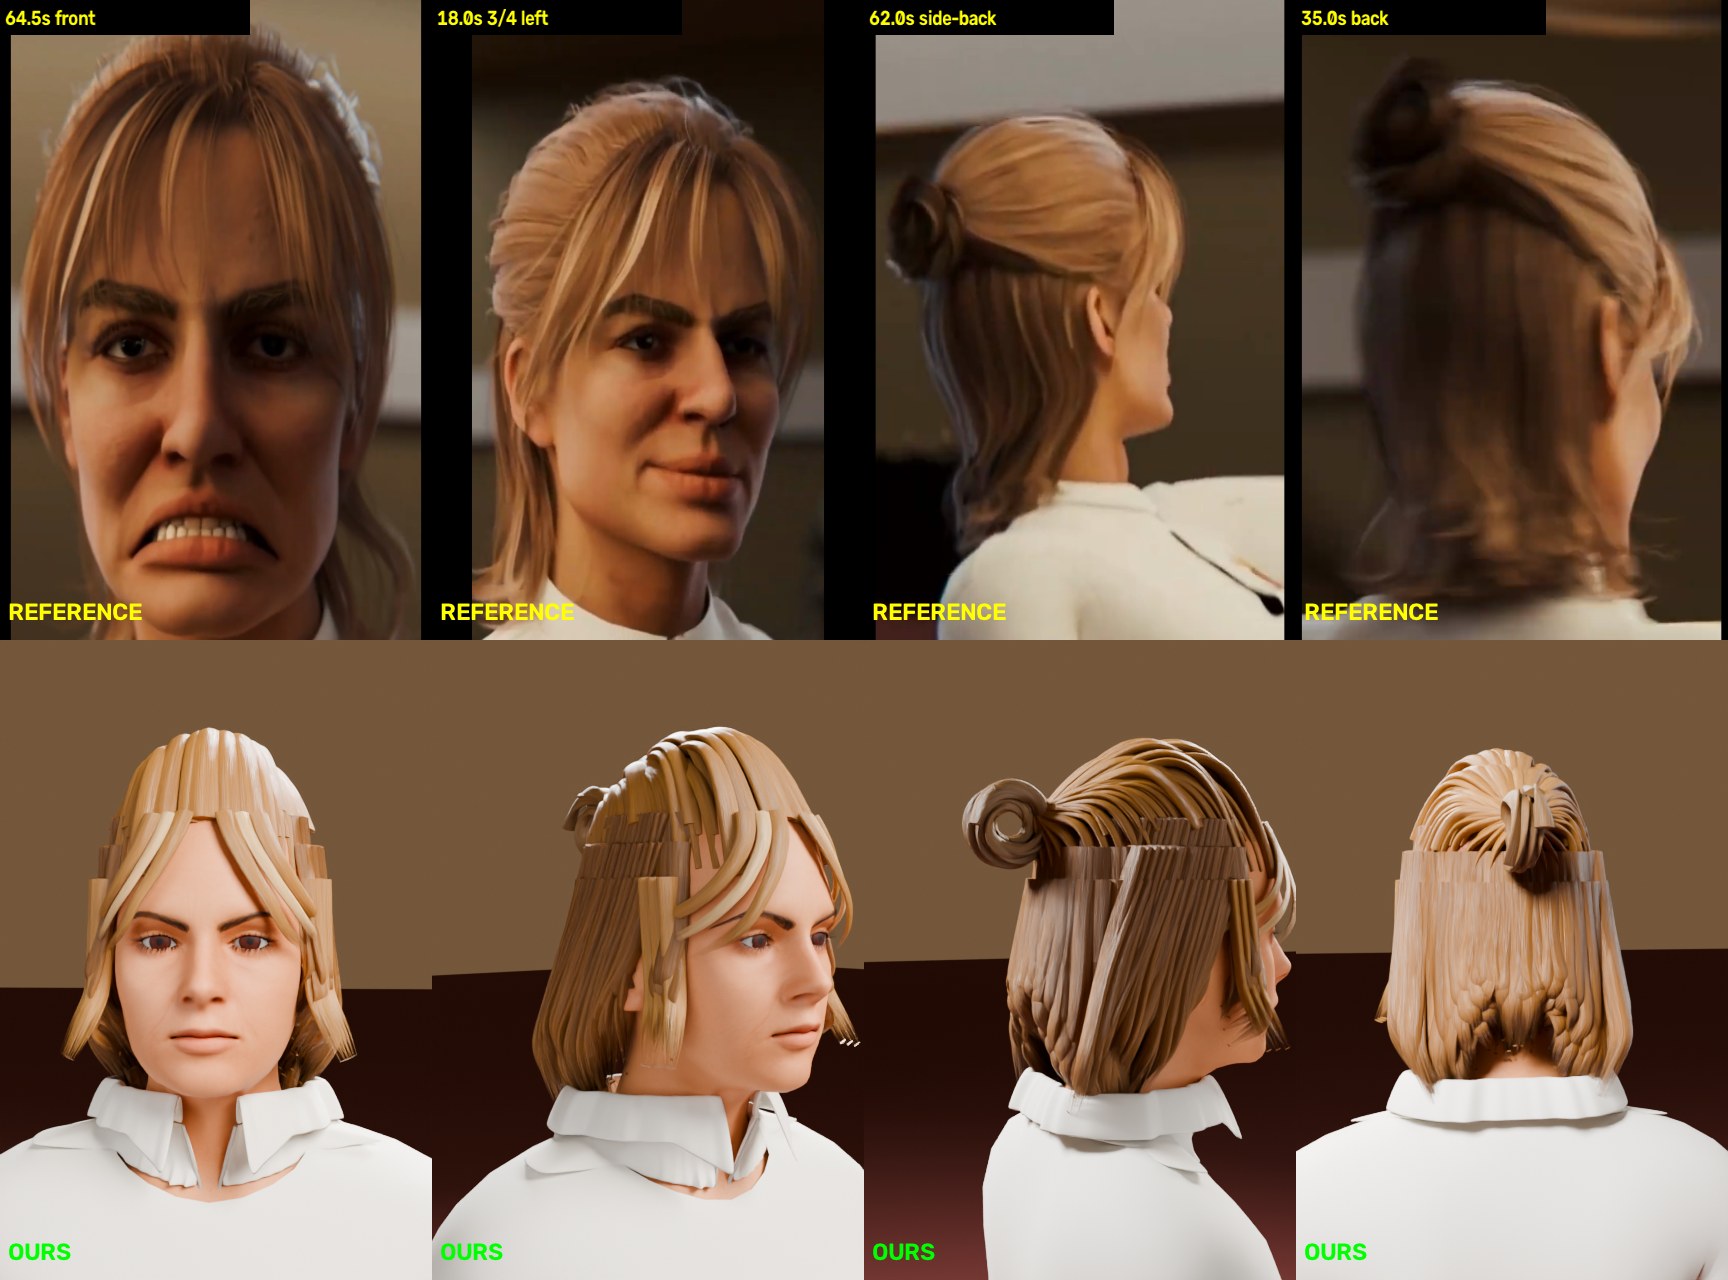 64.5s front
18.0s 3/4 left
62.0s side-back
35.0s back
REFERENCE
REFERENCE
REFERENCE
REFERENCE
OURS
OURS
OURS
OURS